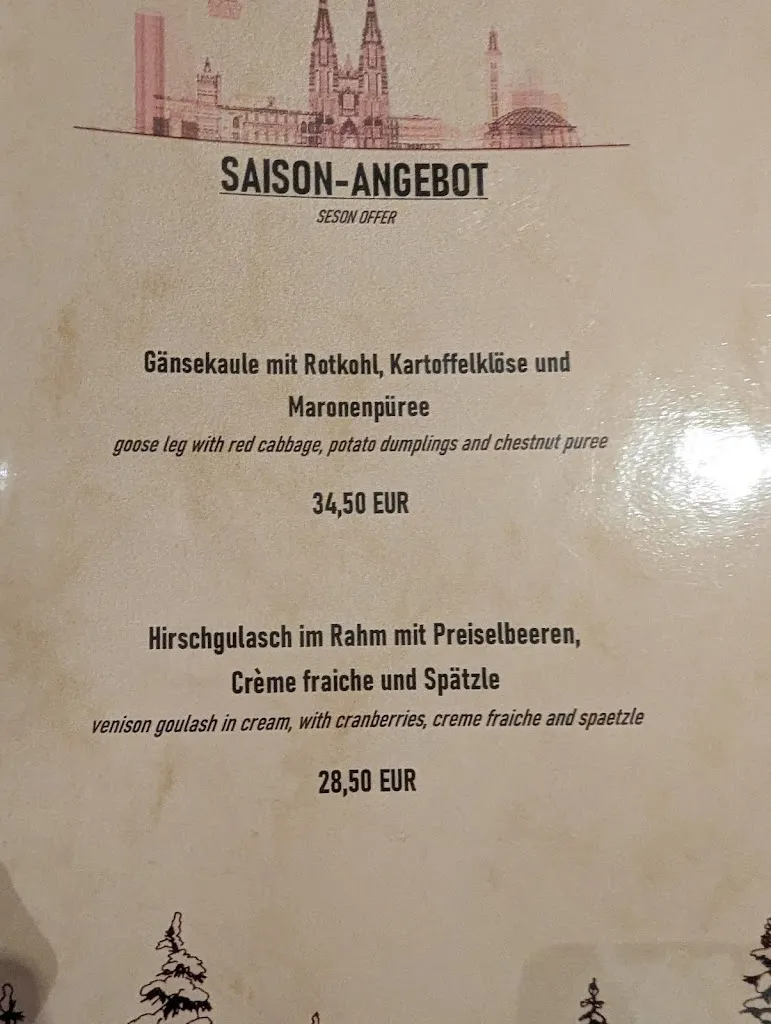 SAISON-ANGEBOT
SESON OFFER
Gänsekaule mit Rotkohl, Kartoffelklöse und
Maronenpüree
goose leg with red cabbage, potato dumplings and chestnut puree
34,50 EUR
Hirschgulasch im Rahm mit Preiselbeeren,
Crème fraiche und Spätzle
venison goulash in cream, with cranberries, creme fraiche and spaetzle
28,50 EUR